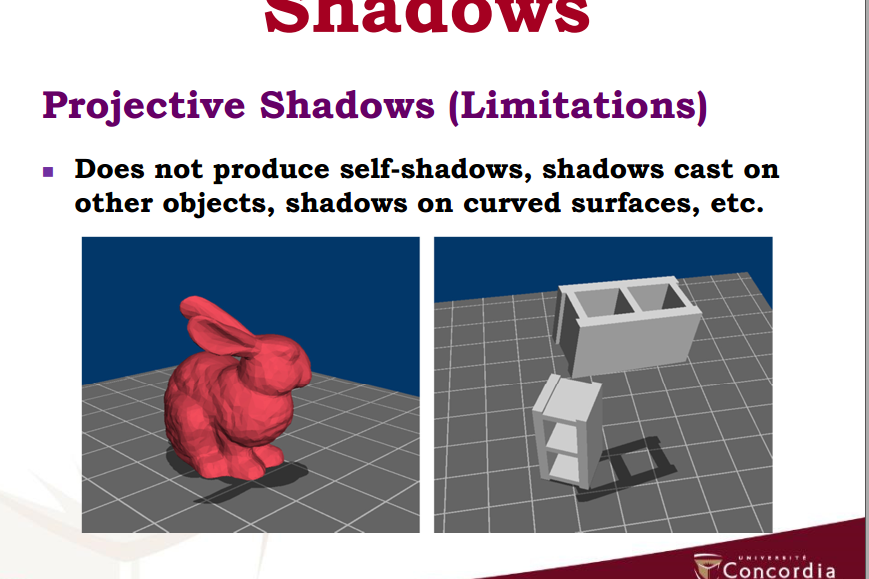 Shadows
Projective Shadows (Limitations)
Does not produce self-shadows, shadows cast on
other objects, shadows on curved surfaces, etc.
UNIVERSITÉ
Concordia